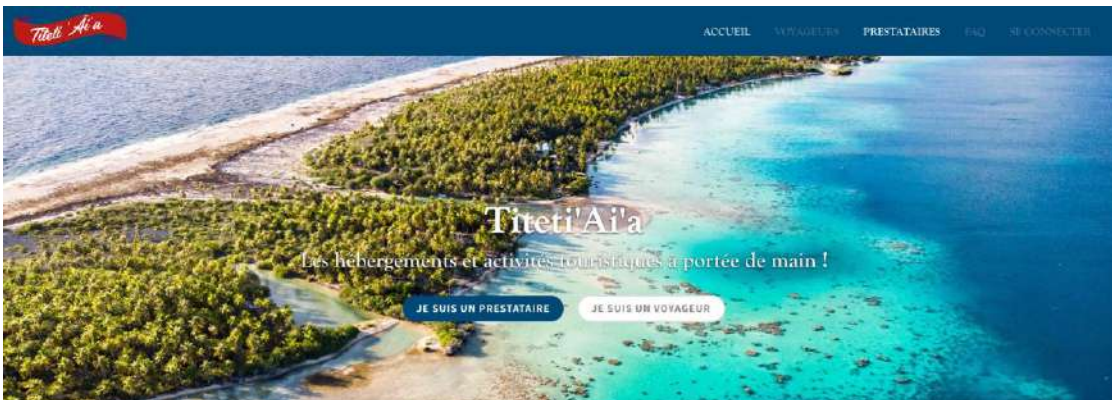 Titeti 'Ai'a
ACCUEIL VOYAGEURS PRESTATAIRES FAQ SE CONNECTER
Titeti'Ai'a
Les hébergements et activités touristiques à portée de main !
JE SUIS UN PRESTATAIRE JE SUIS UN VOYAGEUR